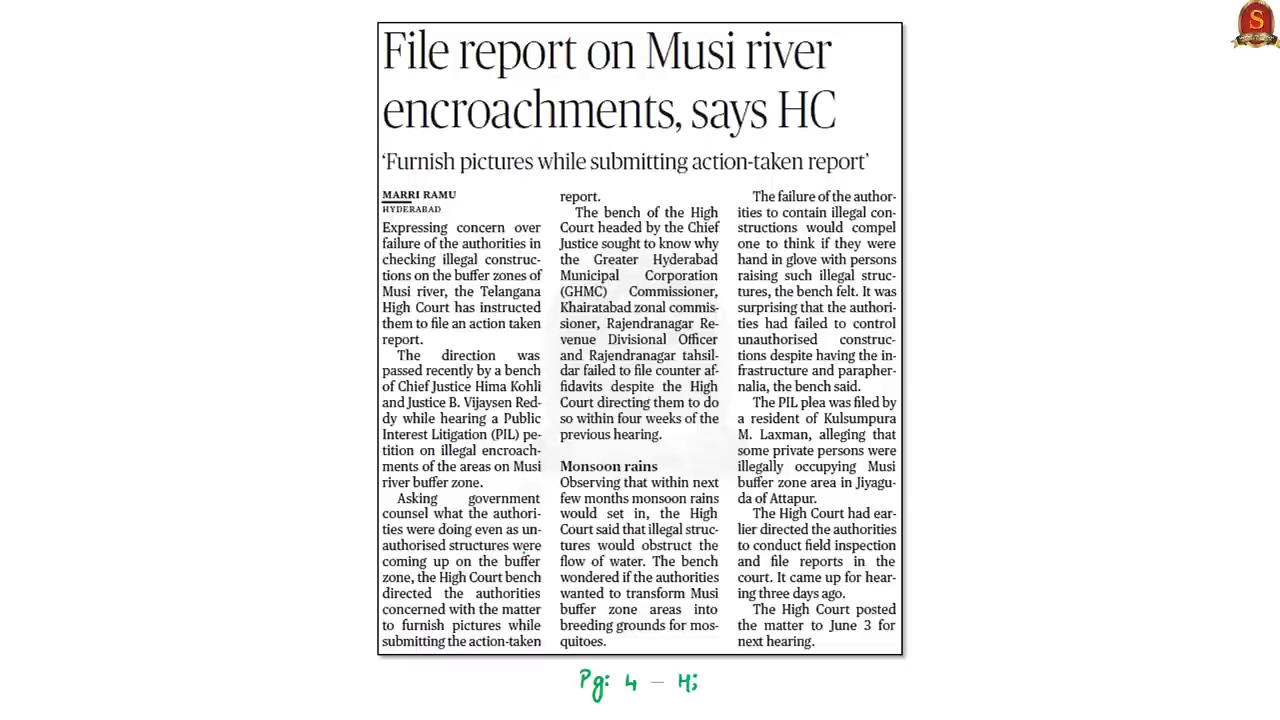 File report on Musi river
encroachments, says HC
‘Furnish pictures while submitting action-taken report’
MARRI RAMU
HYDERABAD
Expressing concern over
failure of the authorities in
checking illegal construc-
tions on the buffer zones of
Musi river, the Telangana
High Court has instructed
them to file an action taken
report.
The direction was
passed recently by a bench
of Chief Justice Hima Kohli
and Justice B. Vijaysen Red-
dy while hearing a Public
Interest Litigation (PIL) pe-
tition on illegal encroach-
ments of the areas on Musi
river buffer zone.
Asking government
counsel what the authori-
ties were doing even as un-
authorised structures were
coming up on the buffer
zone, the High Court bench
directed the authorities
concerned with the matter
to furnish pictures while
submitting the action-taken
report.
The bench of the High
Court headed by the Chief
Justice sought to know why
the Greater Hyderabad
Municipal Corporation
(GHMC) Commissioner,
Khairatabad zonal commis-
sioner, Rajendranagar Re-
venue Divisional Officer
and Rajendranagar tahsil-
dar failed to file counter af-
fidavits despite the High
Court directing them to do
so within four weeks of the
previous hearing.
Monsoon rains
Observing that within next
few months monsoon rains
would set in, the High
Court said that illegal struc-
tures would obstruct the
flow of water. The bench
wondered if the authorities
wanted to transform Musi
buffer zone areas into
breeding grounds for mos-
quitoes.
The failure of the author-
ities to contain illegal con-
structions would compel
one to think if they were
hand in glove with persons
raising such illegal struc-
tures, the bench felt. It was
surprising that the authori-
ties had failed to control
unauthorised construc-
tions despite having the in-
frastructure and parapher-
nalia, the bench said.
The PIL plea was filed by
a resident of Kulsumpura
M. Laxman, alleging that
some private persons were
illegally occupying Musi
buffer zone area in Jiyagu-
da of Attapur.
The High Court had ear-
lier directed the authorities
to conduct field inspection
and file reports in the
court. It came up for hear-
ing three days ago.
The High Court posted
the matter to June 3 for
next hearing.
Pg: 4 – H;
S